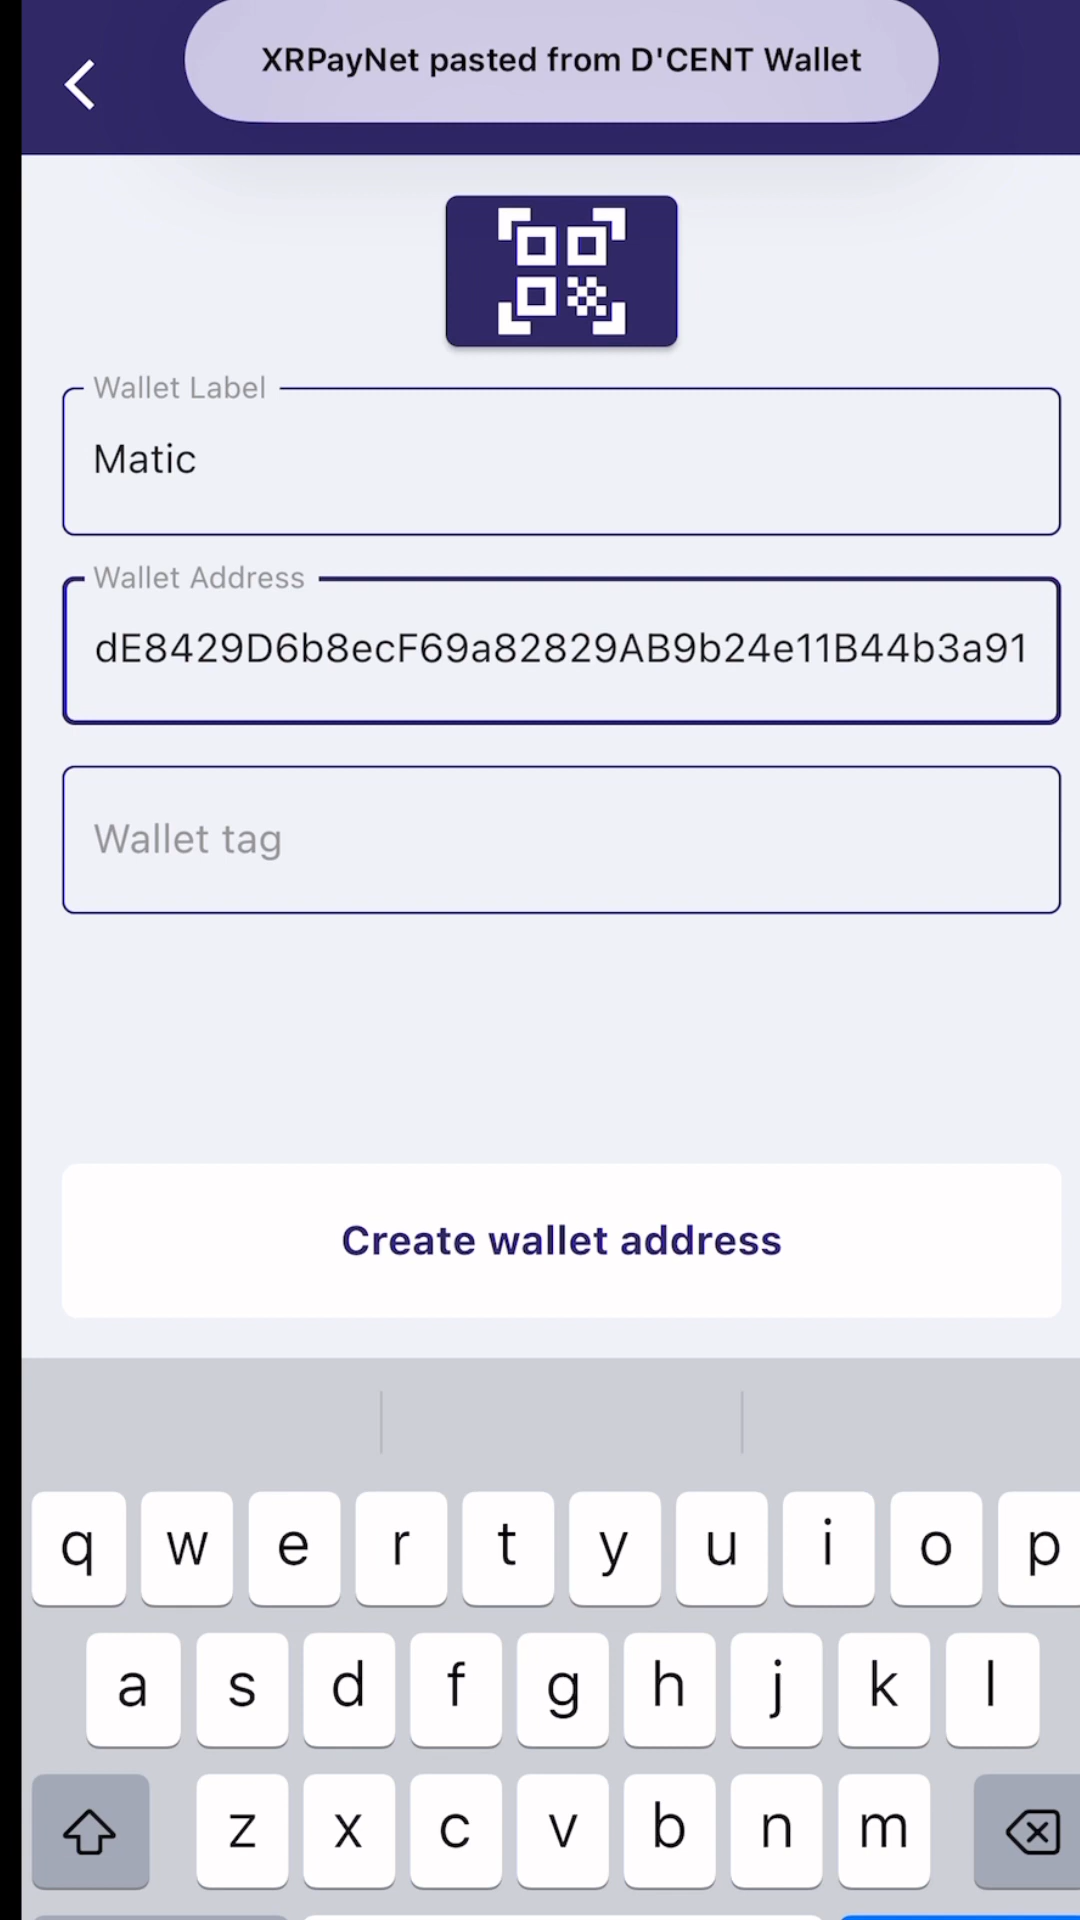 XRPayNet pasted from D'CENT Wallet
Wallet Label
Matic
Wallet Address
dE8429D6b8ecF69a82829AB9b24e11B44b3a91
Wallet tag
Create wallet address
q w e r t y u i o p
a s d f g h j k l
z x c v b n m